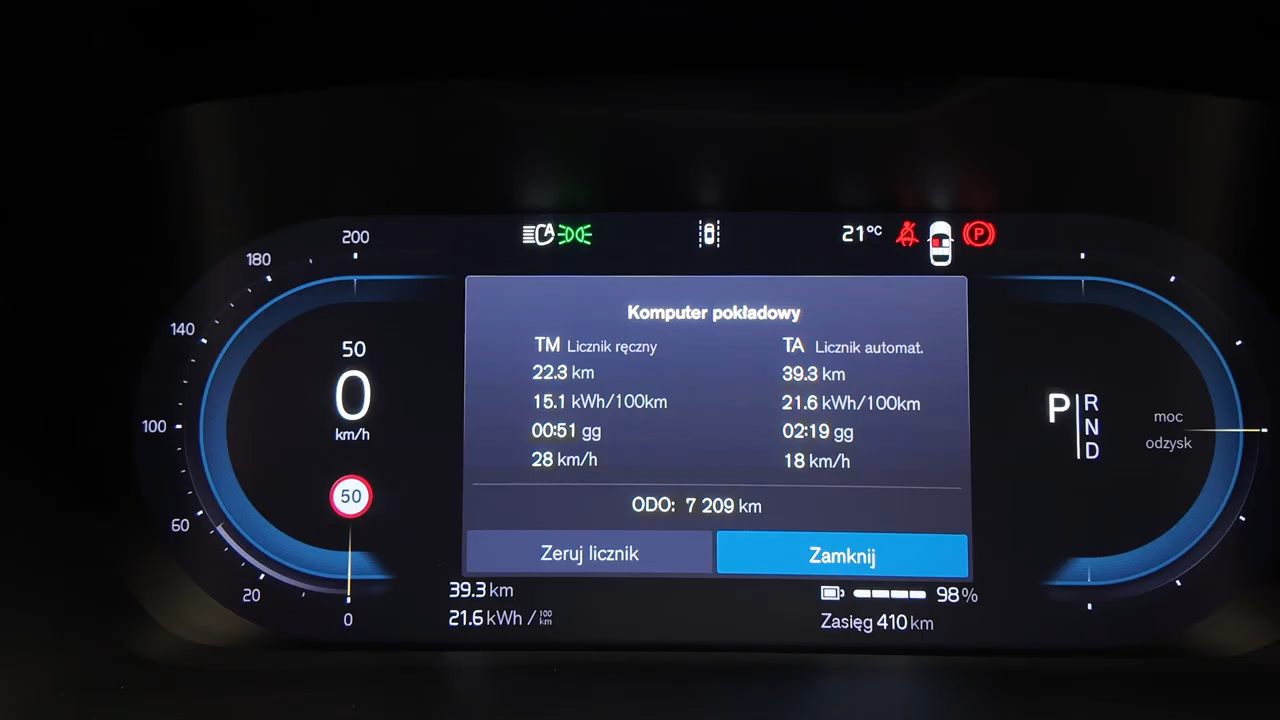 200
180
140
100
60
20
0
50
0
km/h
50
A
21°C
P
Komputer pokładowy
TM Licznik ręczny
22.3 km
15.1 kWh/100km
00:51 gg
28 km/h
TA Licznik automat.
39.3 km
21.6 kWh/100km
02:19 gg
18 km/h
ODO: 7 209 km
Zeruj licznik
Zamknij
39.3 km
21.6 kWh / 100 km
98 %
Zasięg 410 km
P
R
N
D
moc
odzysk